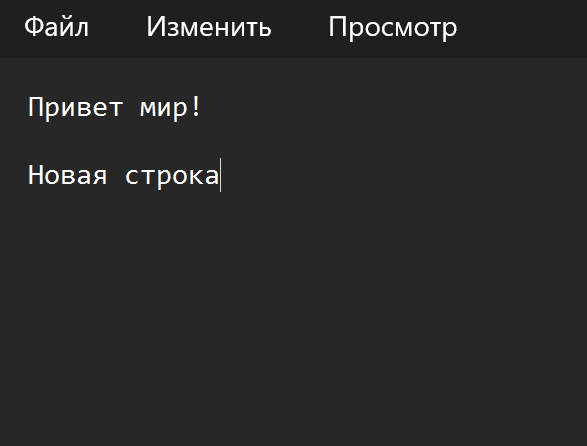 Файл Изменить Просмотр
Привет мир!
Новая строка